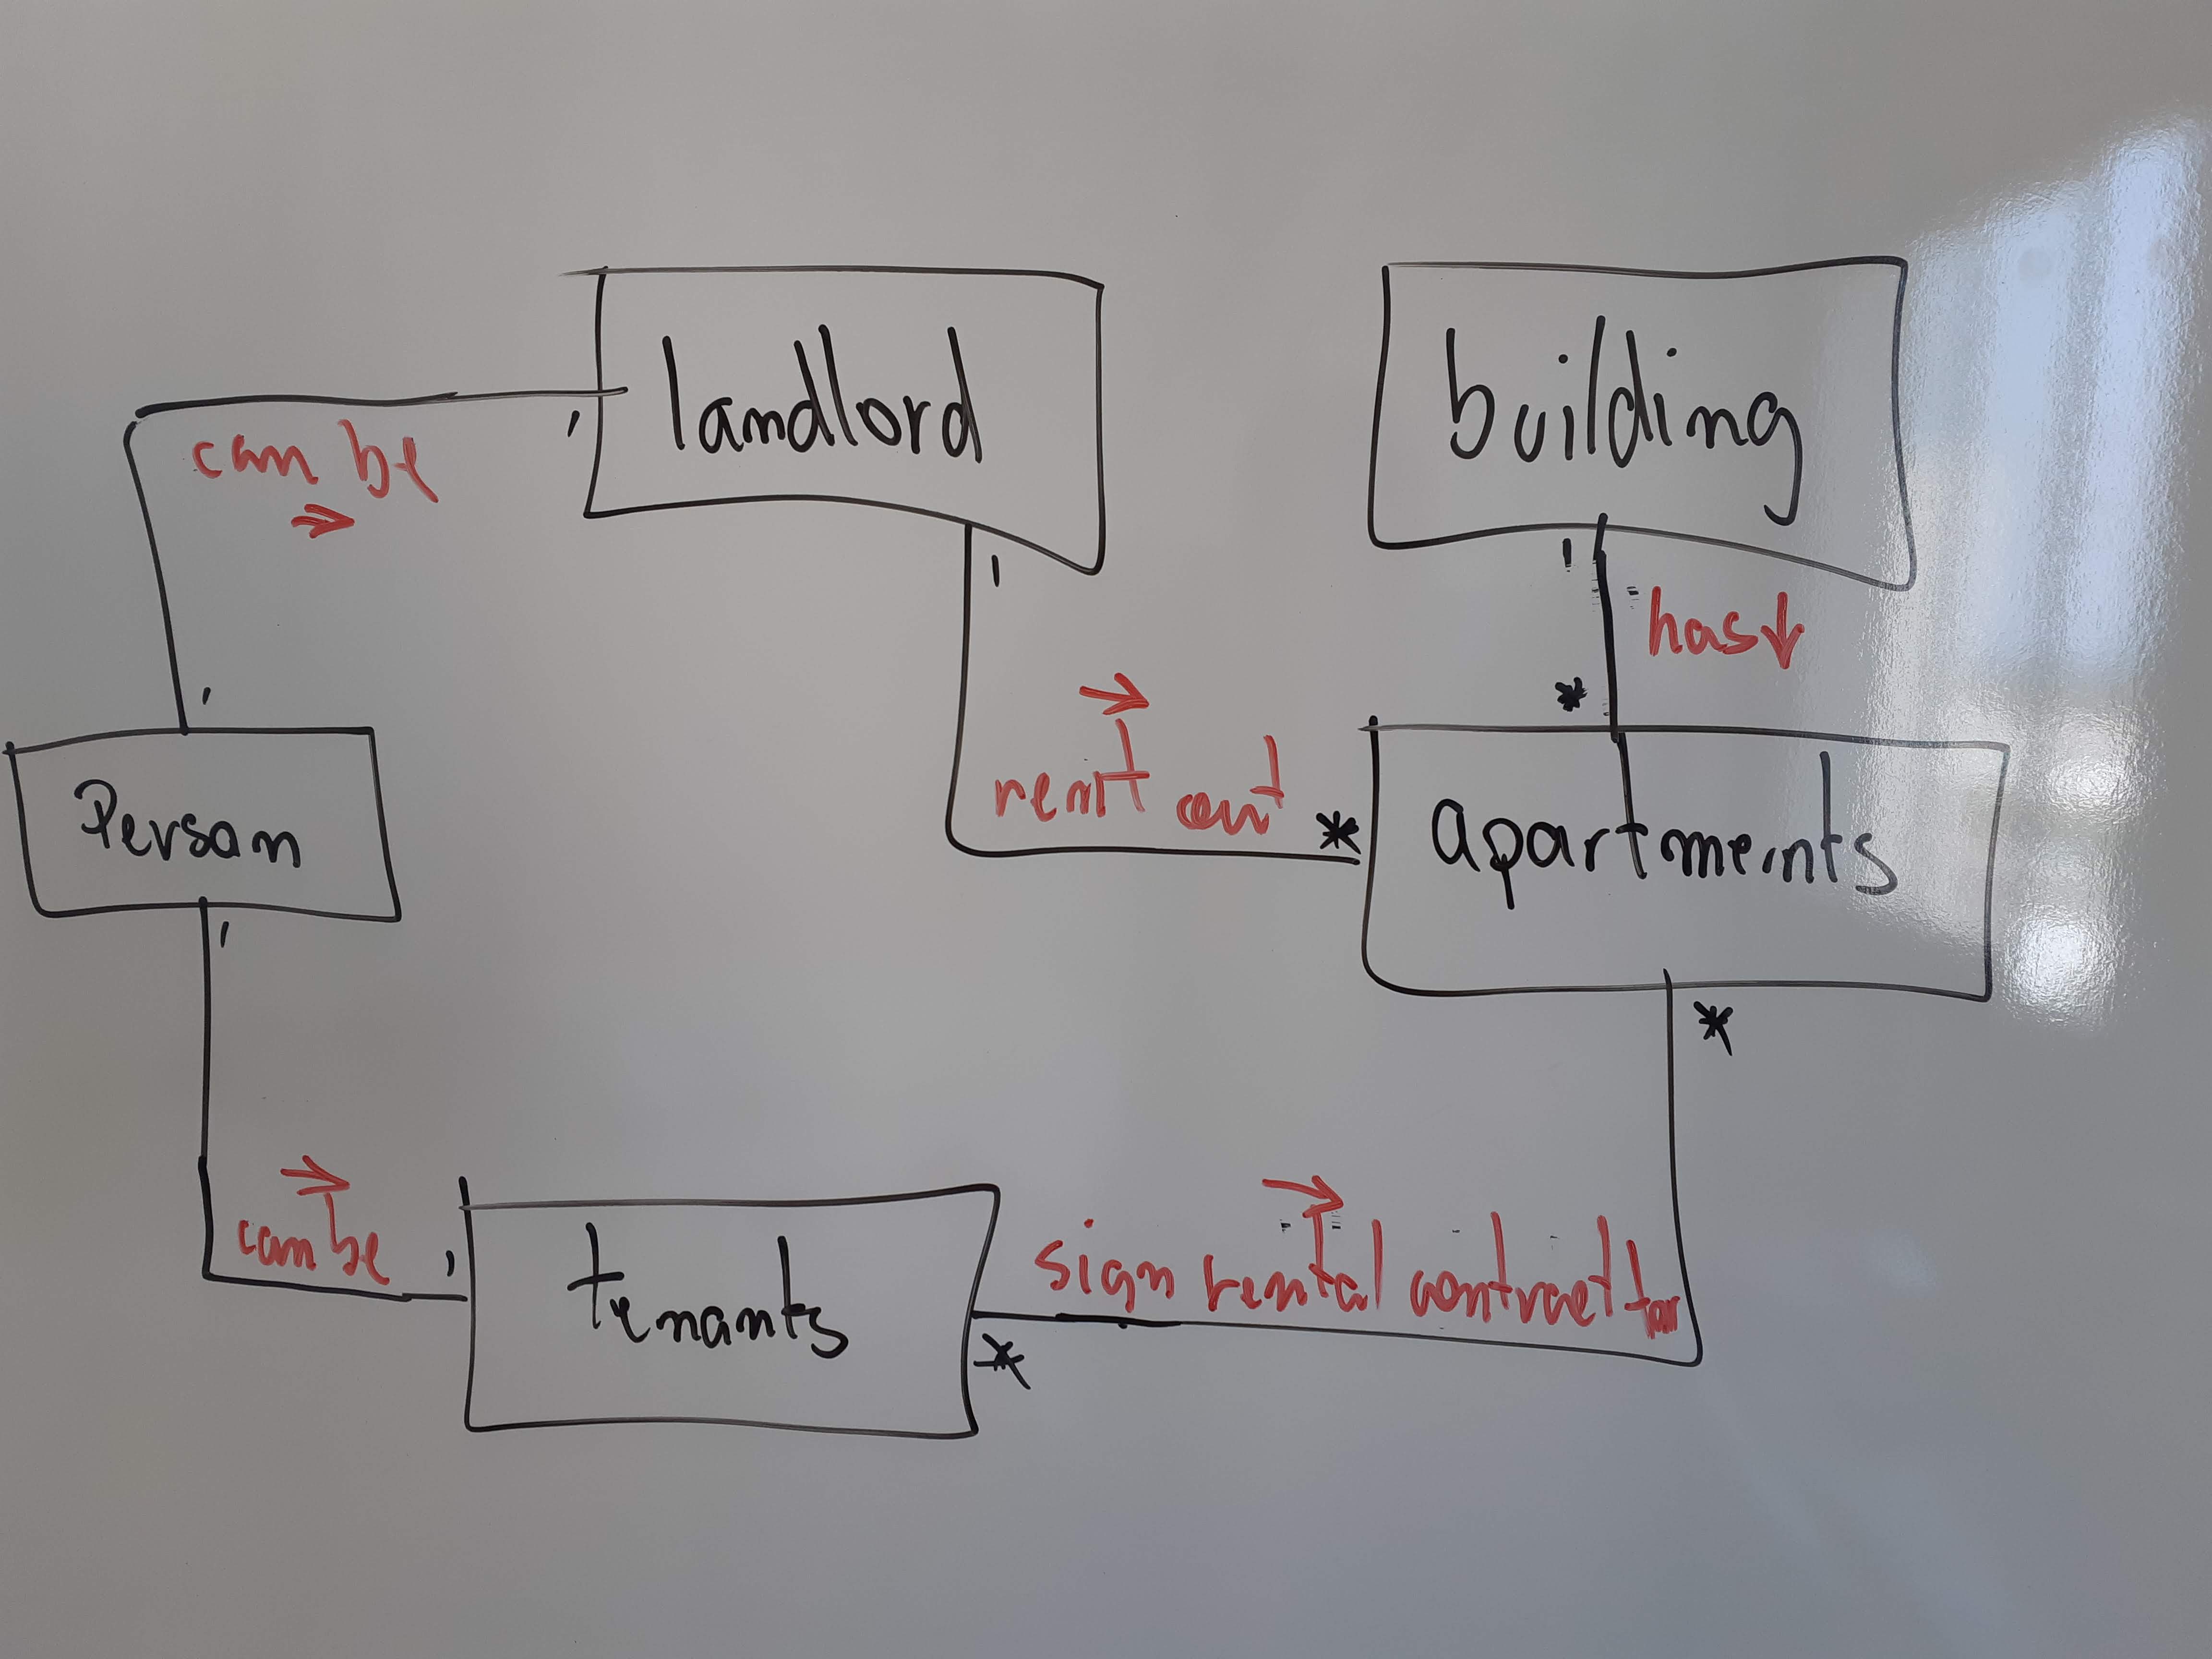 landlord
building
can be
→
1
1
1
has↓
1
*
→
rent out
*
Person
apartments
1
*
→
can be
1
tenants
→
sign rental contract for
*